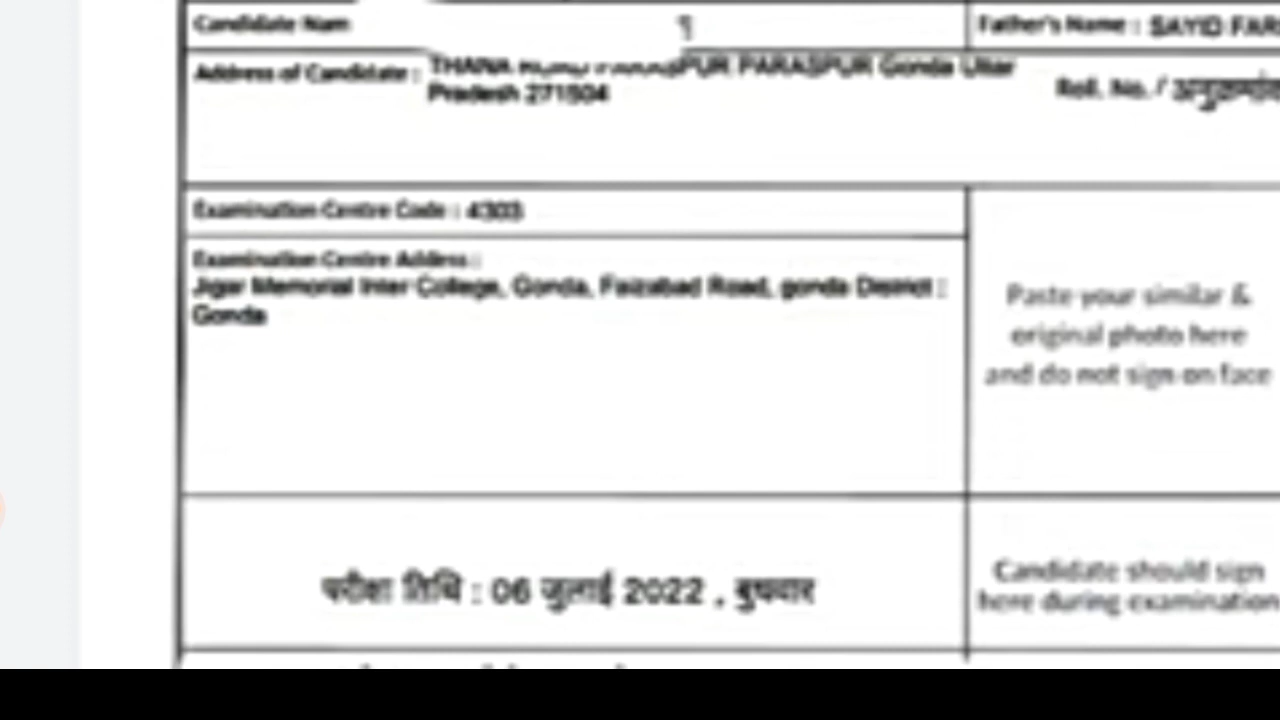 Candidate Nam
Father's Name : SAYID FAR
Address of Candidate :
PARASPUR Gonda Uttar
Pradesh 271504
Roll. No. / अनुक्रमांक
Examination Centre Code : 4303
Examination Centre Address :
Jigar Memorial Inter College, Gonda, Faizabad Road, gonda District :
Gonda
Paste your similar &
original photo here
and do not sign on face
परीक्षा तिथि : 06 जुलाई 2022 , बुधवार
Candidate should sign
here during examination